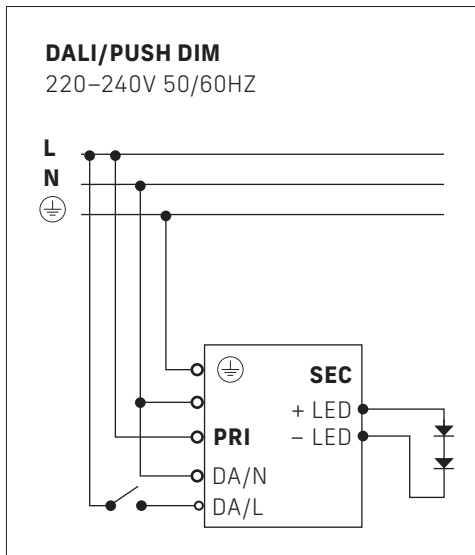 DALI/PUSH DIM
220–240V 50/60HZ
L
N
SEC
+ LED
PRI
– LED
DA/N
DA/L